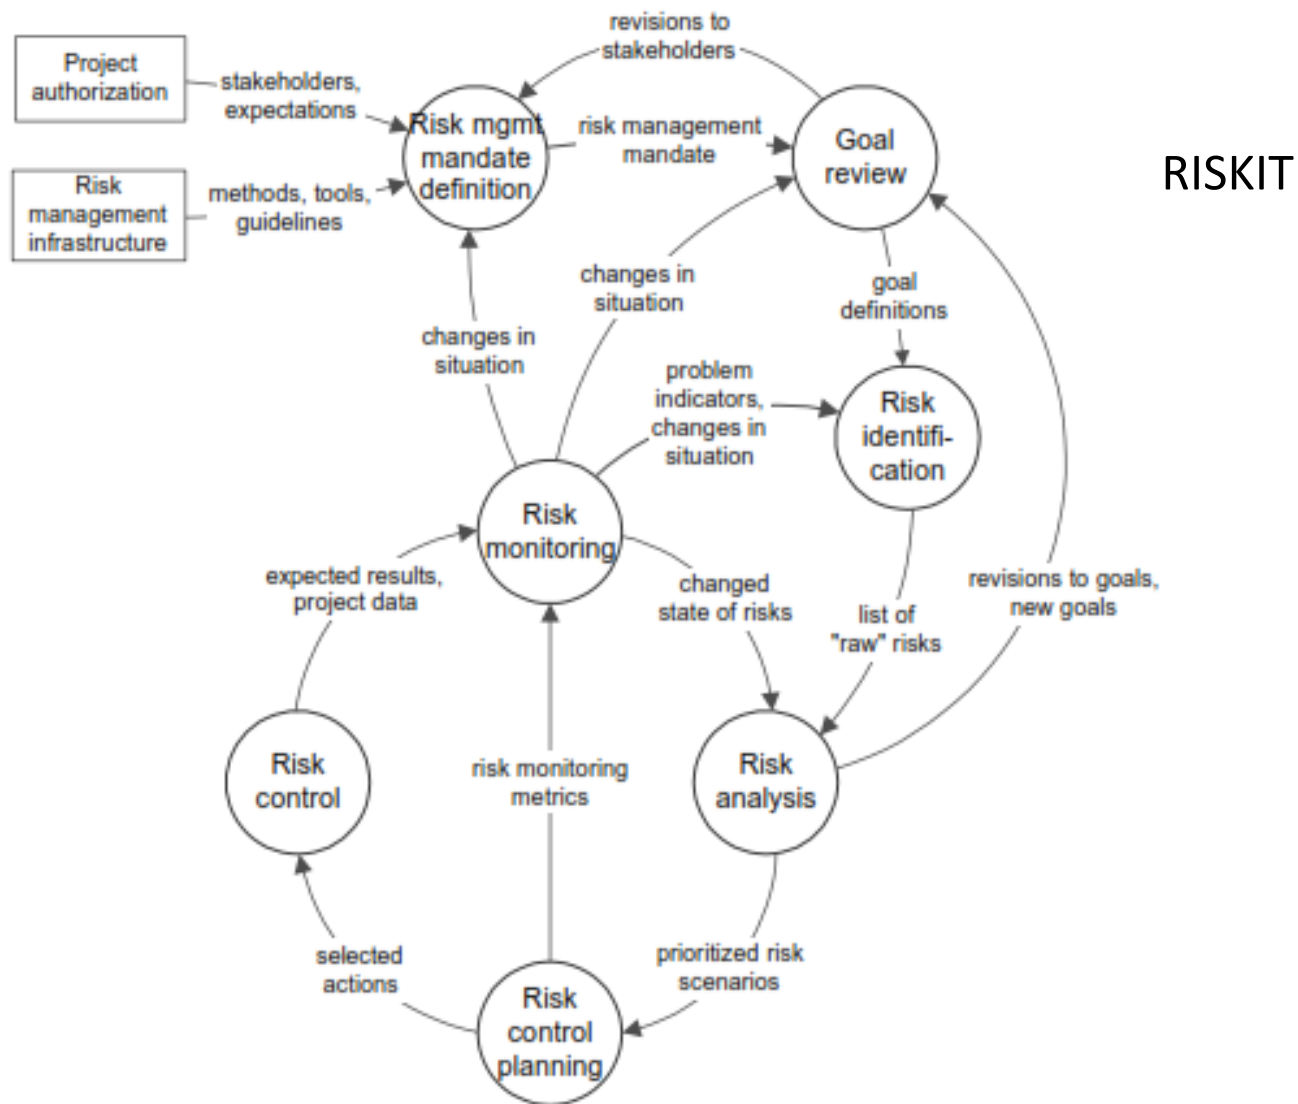 revisions to
stakeholders
Project
authorization
stakeholders,
expectations
Risk mgmt
mandate
definition
risk management
mandate
Goal
review
RISKIT
Risk
management
infrastructure
methods, tools,
guidelines
changes in
situation
goal
definitions
changes in
situation
problem
indicators,
changes in
situation
Risk
identifi-
cation
Risk
monitoring
expected results,
project data
changed
state of risks
list of
"raw" risks
revisions to goals,
new goals
Risk
control
risk monitoring
metrics
Risk
analysis
selected
actions
prioritized risk
scenarios
Risk
control
planning